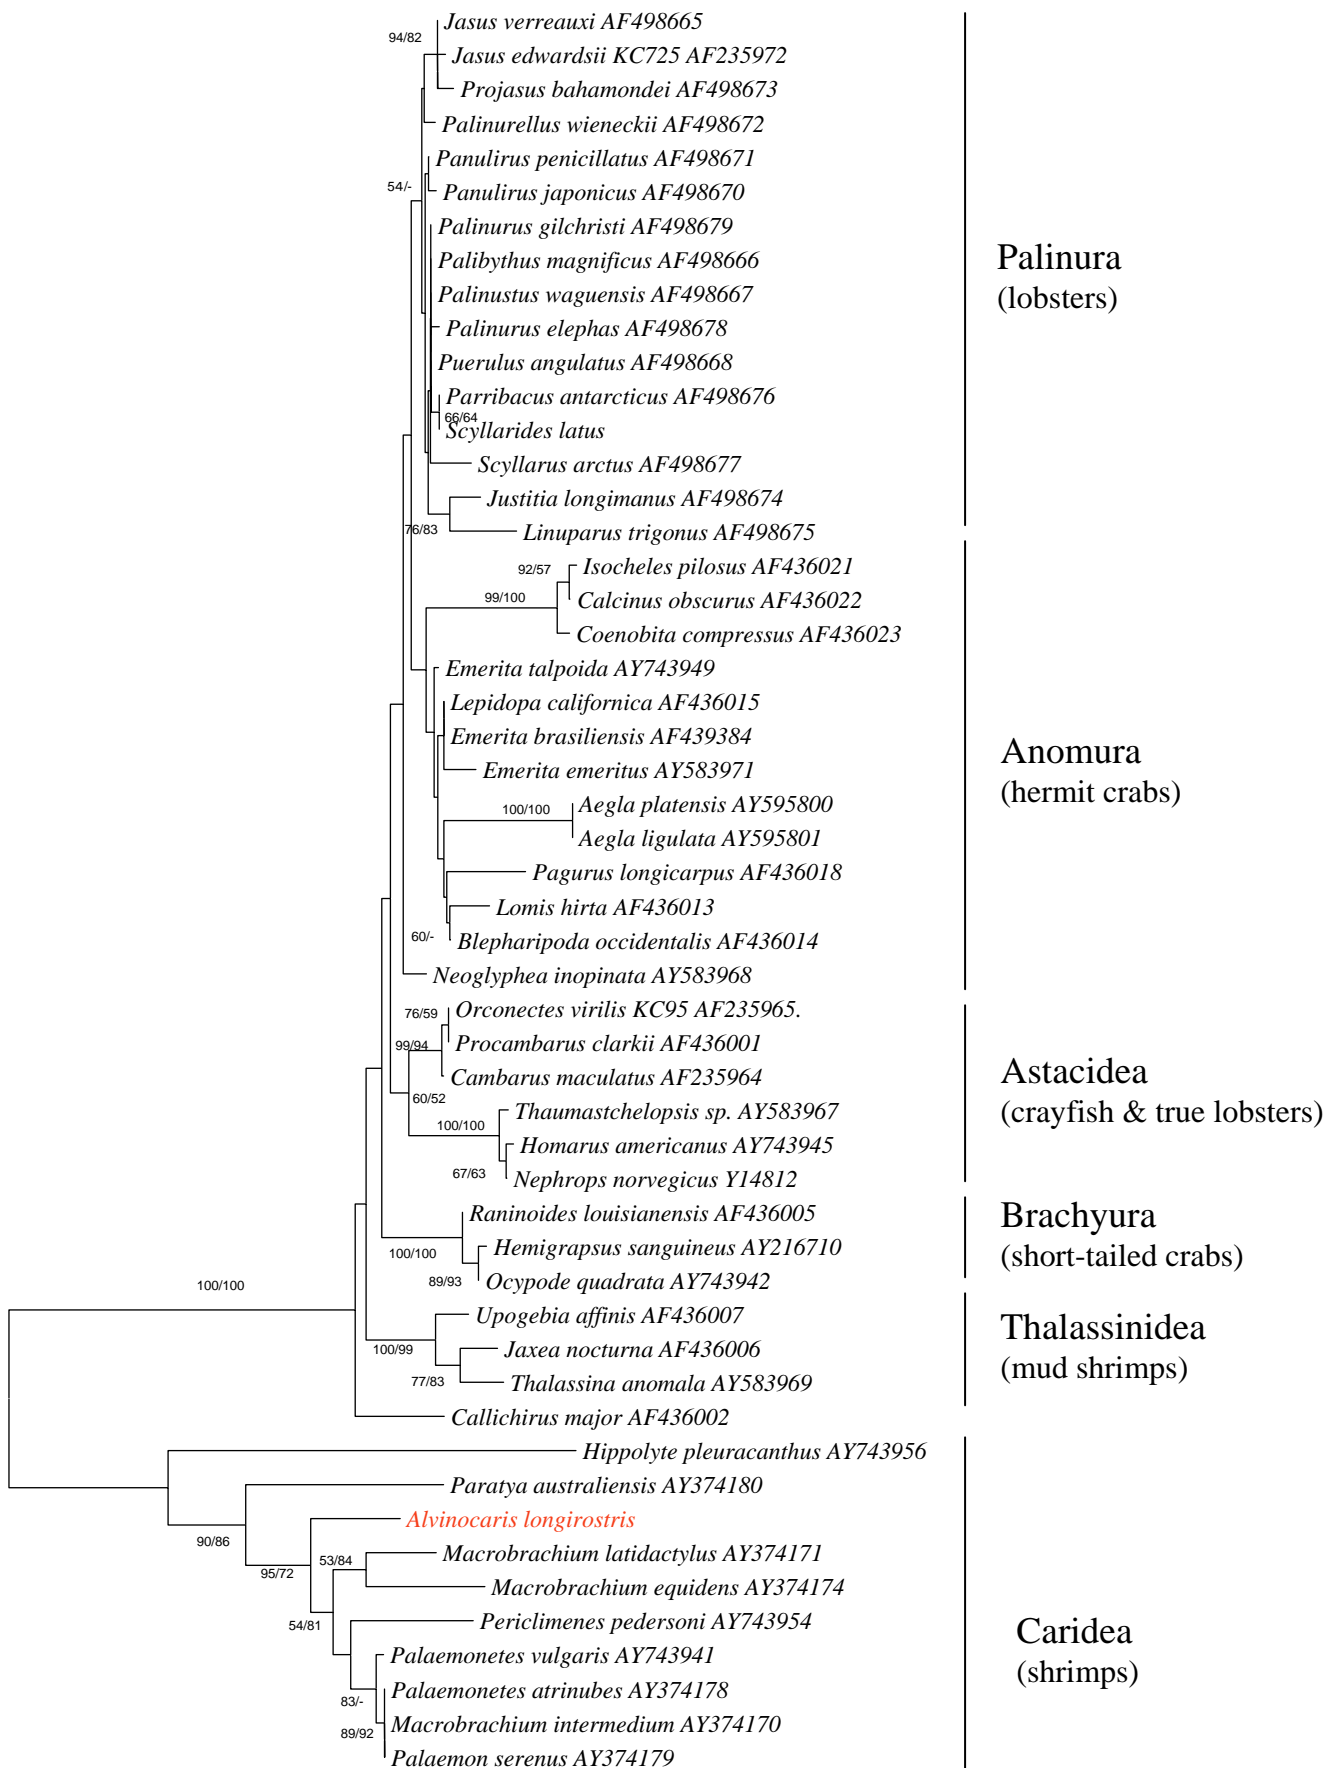 Jasus verreauxi AF498665
94/82
Jasus edwardsii KC725 AF235972
Projasus bahamondei AF498673
Palinurellus wieneckii AF498672
Panulirus penicillatus AF498671
54/-
Panulirus japonicus AF498670
Palinurus gilchristi AF498679
Palibythus magnificus AF498666
Palinustus waguensis AF498667
Palinurus elephas AF498678
Puerulus angulatus AF498668
Parribacus antarcticus AF498676
66/64
Scyllarides latus
Scyllarus arctus AF498677
Justitia longimanus AF498674
76/83
Linuparus trigonus AF498675
Palinura
(lobsters)
92/57
Isocheles pilosus AF436021
99/100
Calcinus obscurus AF436022
Coenobita compressus AF436023
Emerita talpoida AY743949
Lepidopa californica AF436015
Emerita brasiliensis AF439384
Emerita emeritus AY583971
100/100
Aegla platensis AY595800
Aegla ligulata AY595801
Pagurus longicarpus AF436018
Lomis hirta AF436013
60/-
Blepharipoda occidentalis AF436014
Neoglyphea inopinata AY583968
Anomura
(hermit crabs)
76/59
Orconectes virilis KC95 AF235965.
99/94
Procambarus clarkii AF436001
Cambarus maculatus AF235964
60/52
Thaumastchelopsis sp. AY583967
100/100
Homarus americanus AY743945
67/63
Nephrops norvegicus Y14812
Astacidea
(crayfish & true lobsters)
Raninoides louisianensis AF436005
100/100
Hemigrapsus sanguineus AY216710
89/93
Ocypode quadrata AY743942
Brachyura
(short-tailed crabs)
100/100
Upogebia affinis AF436007
100/99
Jaxea nocturna AF436006
77/83
Thalassina anomala AY583969
Callichirus major AF436002
Thalassinidea
(mud shrimps)
Hippolyte pleuracanthus AY743956
Paratya australiensis AY374180
Alvinocaris longirostris
90/86
Macrobrachium latidactylus AY374171
53/84
95/72
Macrobrachium equidens AY374174
Periclimenes pedersoni AY743954
54/81
Palaemonetes vulgaris AY743941
Palaemonetes atrinubes AY374178
83/-
Macrobrachium intermedium AY374170
89/92
Palaemon serenus AY374179
Caridea
(shrimps)